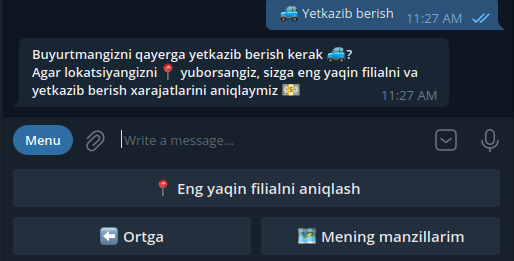 🚙 Yetkazib berish
11:27 AM
Buyurtmangizni qayerga yetkazib berish kerak 🚙?
Agar lokatsiyangizni📍 yuborsangiz, sizga eng yaqin filialni va
yetkazib berish xarajatlarini aniqlaymiz 💴
11:27 AM
Menu
Write a message...
📍 Eng yaqin filialni aniqlash
⬅️ Ortga
🗺 Mening manzillarim